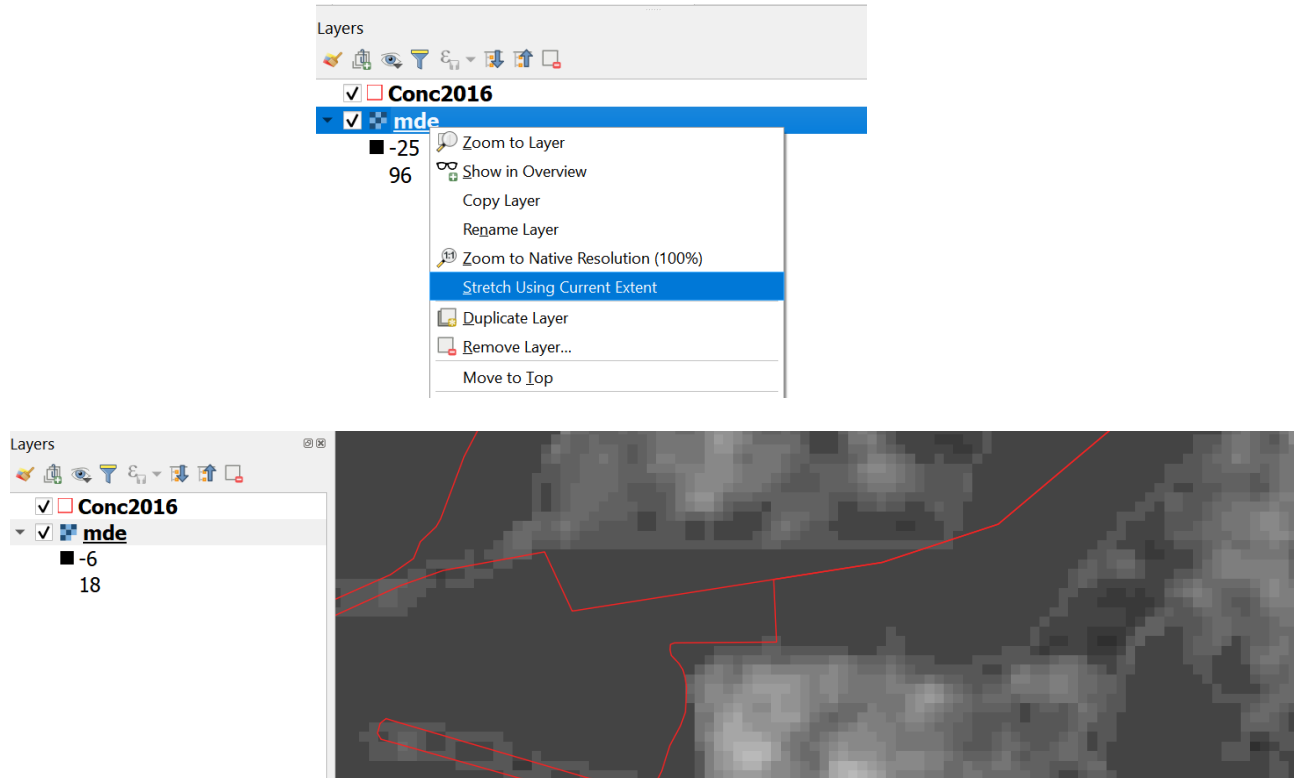 Layers
Conc2016
mde
-25
96
Zoom to Layer
Show in Overview
Copy Layer
Rename Layer
Zoom to Native Resolution (100%)
Stretch Using Current Extent
Duplicate Layer
Remove Layer...
Move to Top
Layers
Conc2016
mde
-6
18